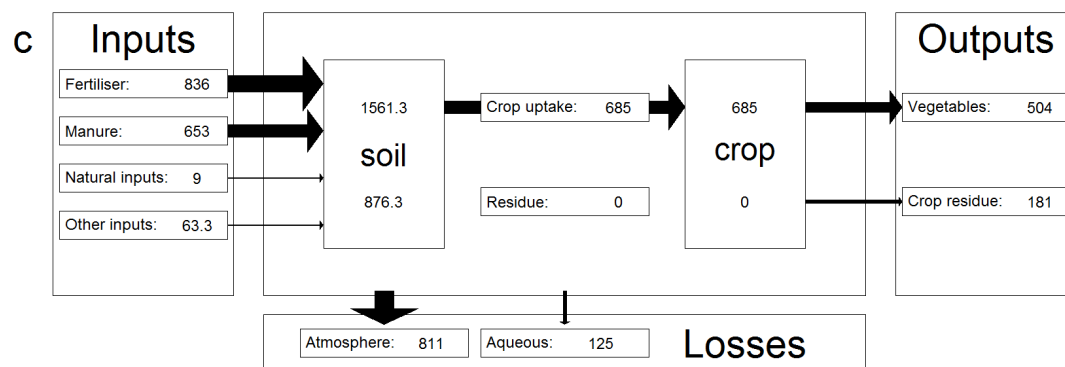 c
Inputs
Outputs
Fertiliser: 836
Manure: 653
Natural inputs: 9
Other inputs: 63.3
1561.3
soil
876.3
Crop uptake: 685
Residue: 0
685
crop
0
Vegetables: 504
Crop residue: 181
Atmosphere: 811
Aqueous: 125
Losses